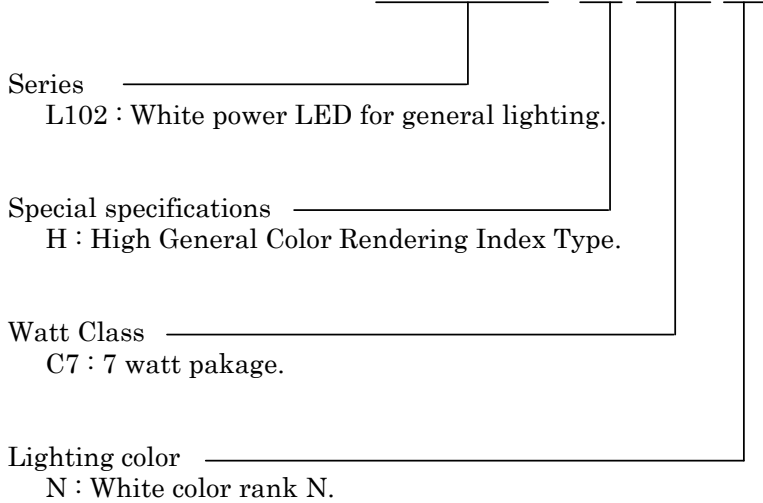 Series
L102 : White power LED for general lighting.
Special specifications
H : High General Color Rendering Index Type.
Watt Class
C7 : 7 watt pakage.
Lighting color
N : White color rank N.